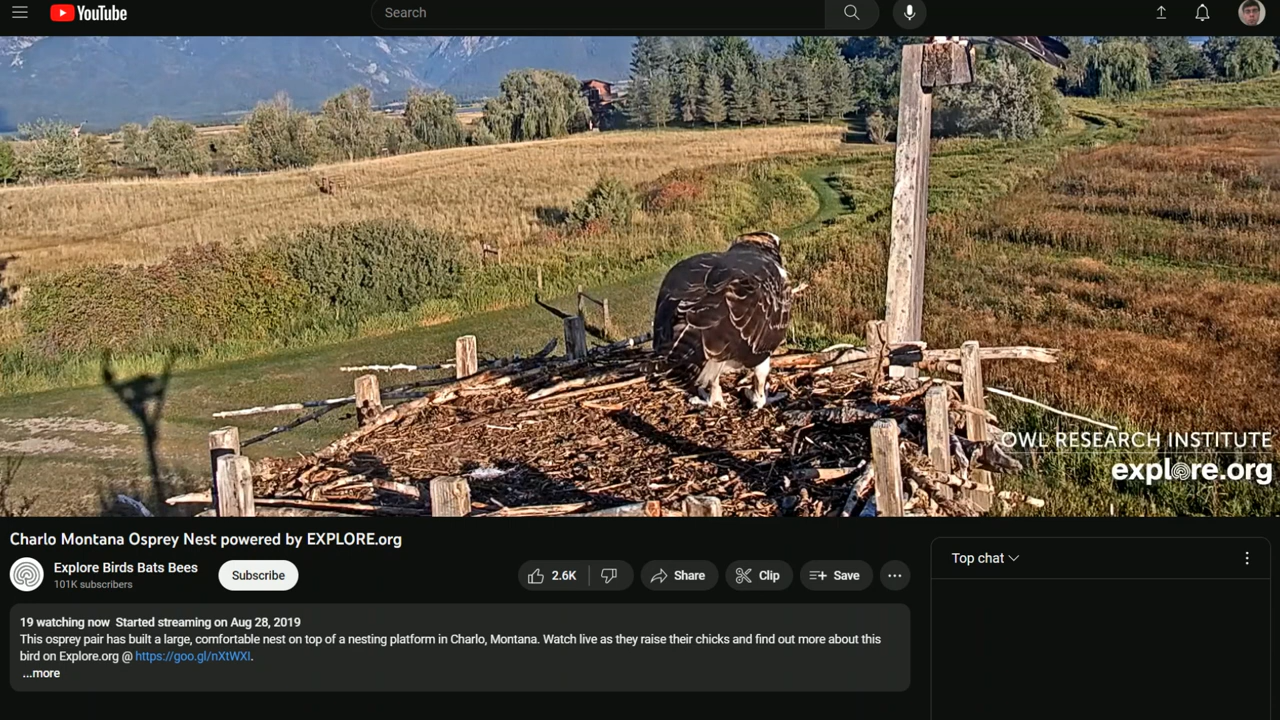 YouTube
Search
OWL RESEARCH INSTITUTE
explore.org
Charlo Montana Osprey Nest powered by EXPLORE.org
Explore Birds Bats Bees
101K subscribers
Subscribe
2.6K
Share
Clip
Save
Top chat
19 watching now Started streaming on Aug 28, 2019
This osprey pair has built a large, comfortable nest on top of a nesting platform in Charlo, Montana. Watch live as they raise their chicks and find out more about this
bird on Explore.org @ https://goo.gl/nXtWXI.
...more